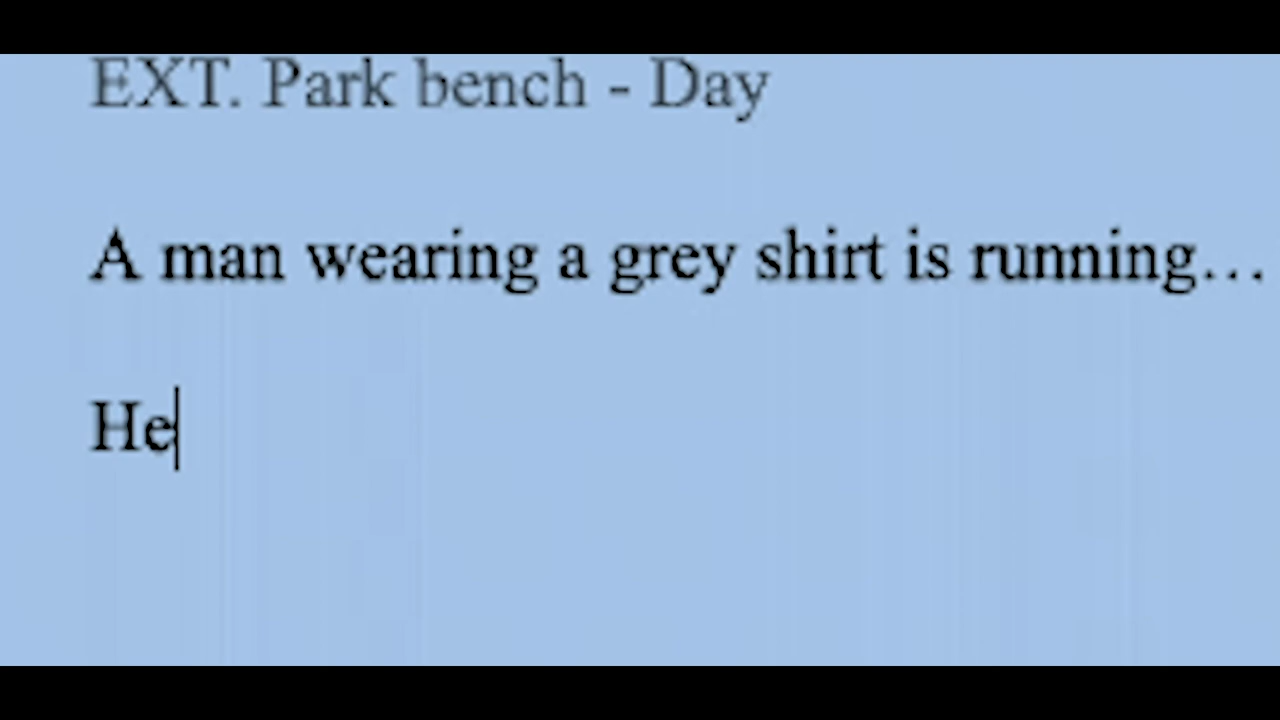 EXT. Park bench - Day
A man wearing a grey shirt is running…
He